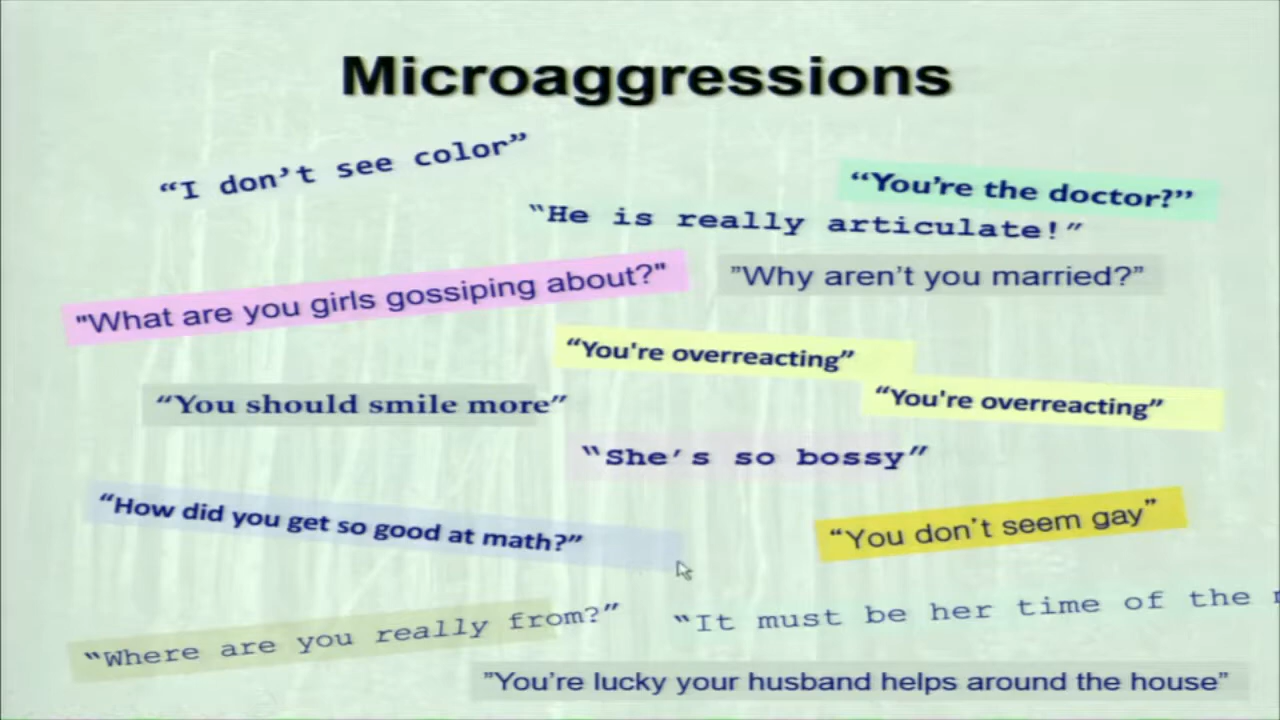 Microaggressions
“I don’t see color”
“You’re the doctor?”
“He is really articulate!”
"What are you girls gossiping about?"
”Why aren’t you married?”
“You're overreacting”
“You should smile more”
“You're overreacting”
“She’s so bossy”
“How did you get so good at math?”
“You don’t seem gay”
“Where are you really from?”
“It must be her time of the
”You’re lucky your husband helps around the house”